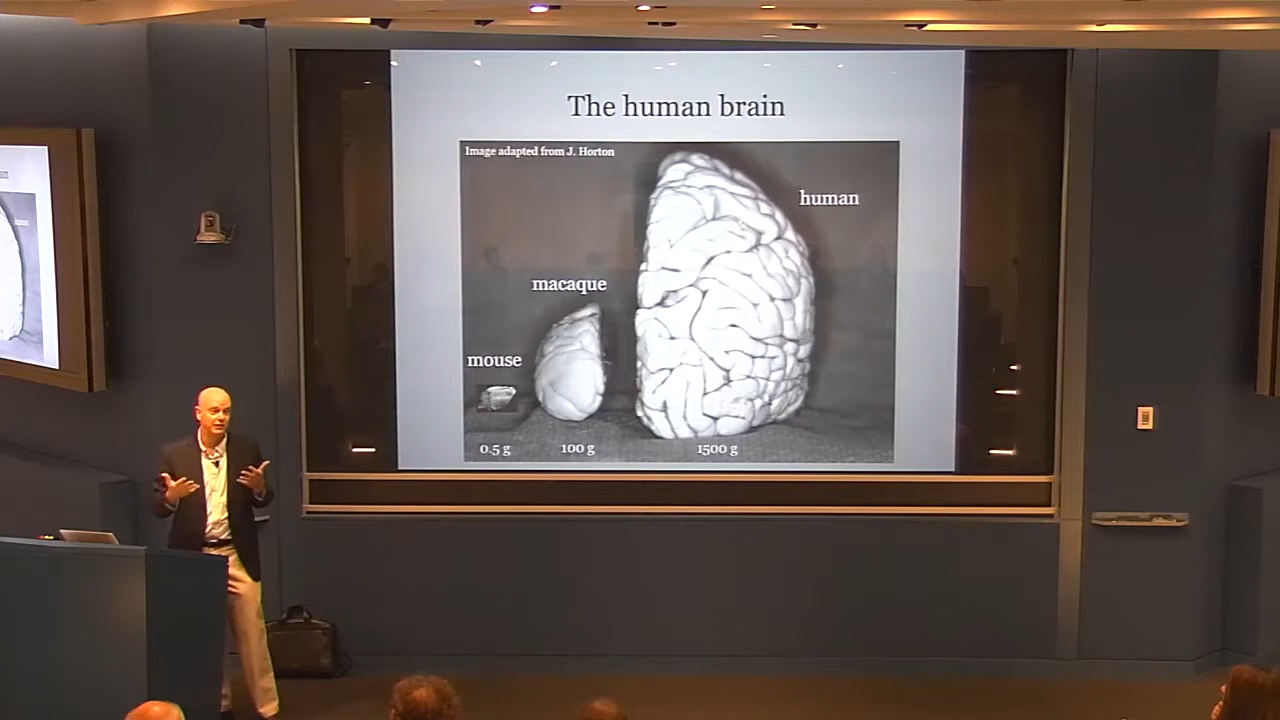 The human brain
Image adapted from J. Horton
human
macaque
mouse
0.5 g
100 g
1500 g